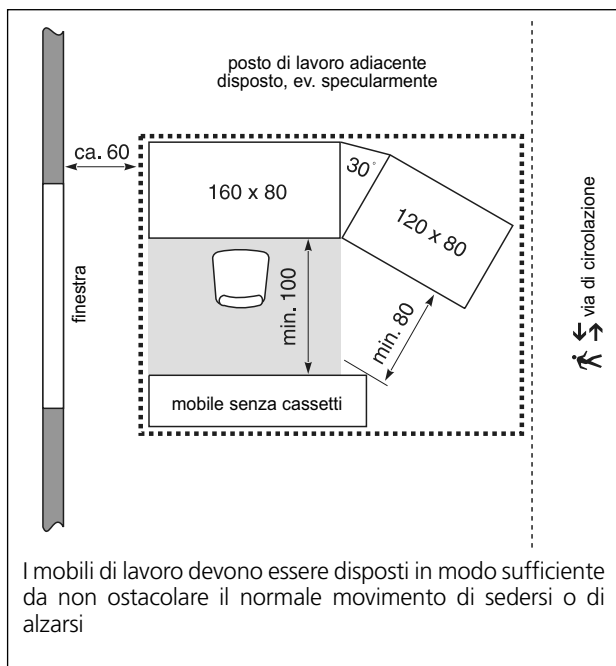 posto di lavoro adiacente
disposto, ev. specularmente
ca. 60
30°
160 x 80
120 x 80
finestra
min. 100
min. 80
via di circolazione
mobile senza cassetti
I mobili di lavoro devono essere disposti in modo sufficiente
da non ostacolare il normale movimento di sedersi o di
alzarsi